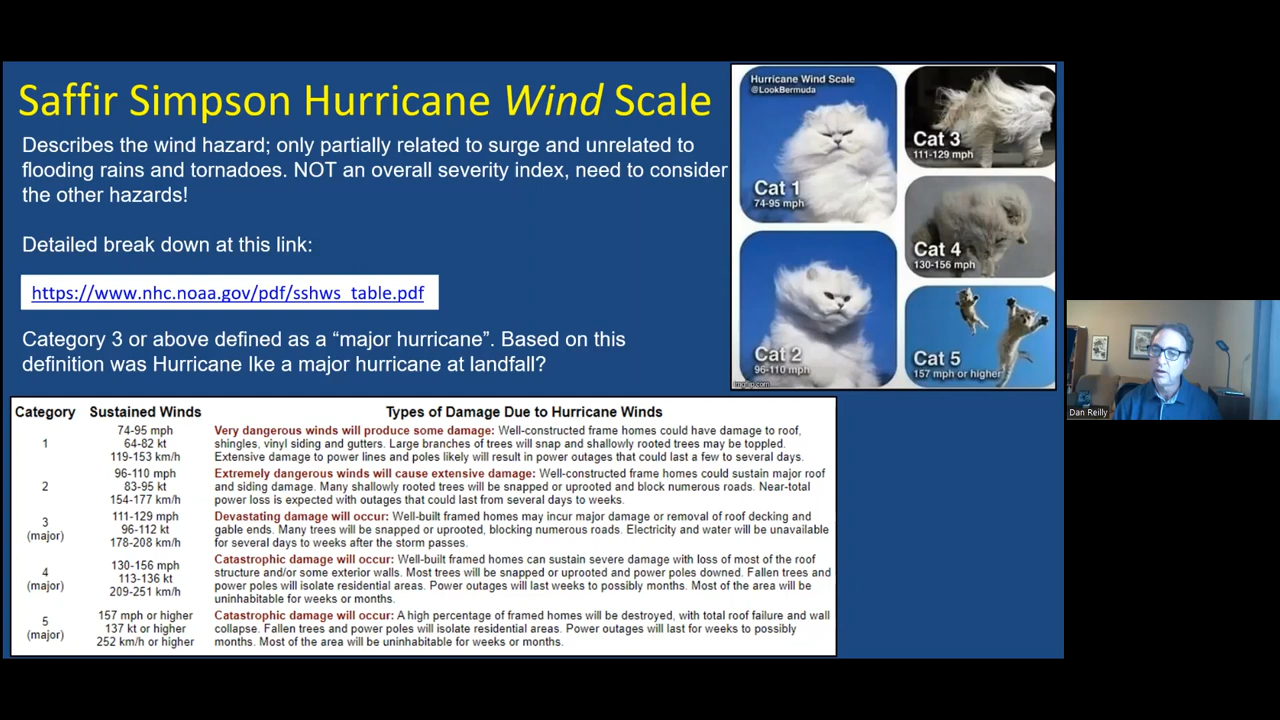 Saffir Simpson Hurricane Wind Scale
Describes the wind hazard; only partially related to surge and unrelated to
flooding rains and tornadoes. NOT an overall severity index, need to consider
the other hazards!
Detailed break down at this link:
https://www.nhc.noaa.gov/pdf/sshws_table.pdf
Category 3 or above defined as a “major hurricane”. Based on this
definition was Hurricane Ike a major hurricane at landfall?
Hurricane Wind Scale
@LookBermuda
Cat 1
74-95 mph
Cat 2
96-110 mph
Cat 3
111-129 mph
Cat 4
130-156 mph
Cat 5
157 mph or higher
imgflip.com
Category Sustained Winds Types of Damage Due to Hurricane Winds
1
74-95 mph
64-82 kt
119-153 km/h
Very dangerous winds will produce some damage: Well-constructed frame homes could have damage to roof,
shingles, vinyl siding and gutters. Large branches of trees will snap and shallowly rooted trees may be toppled.
Extensive damage to power lines and poles likely will result in power outages that could last a few to several days.
2
96-110 mph
83-95 kt
154-177 km/h
Extremely dangerous winds will cause extensive damage: Well-constructed frame homes could sustain major roof
and siding damage. Many shallowly rooted trees will be snapped or uprooted and block numerous roads. Near-total
power loss is expected with outages that could last from several days to weeks.
3
(major)
111-129 mph
96-112 kt
178-208 km/h
Devastating damage will occur: Well-built framed homes may incur major damage or removal of roof decking and
gable ends. Many trees will be snapped or uprooted, blocking numerous roads. Electricity and water will be unavailable
for several days to weeks after the storm passes.
4
(major)
130-156 mph
113-136 kt
209-251 km/h
Catastrophic damage will occur: Well-built framed homes can sustain severe damage with loss of most of the roof
structure and/or some exterior walls. Most trees will be snapped or uprooted and power poles downed. Fallen trees and
power poles will isolate residential areas. Power outages will last weeks to possibly months. Most of the area will be
uninhabitable for weeks or months.
5
(major)
157 mph or higher
137 kt or higher
252 km/h or higher
Catastrophic damage will occur: A high percentage of framed homes will be destroyed, with total roof failure and wall
collapse. Fallen trees and power poles will isolate residential areas. Power outages will last for weeks to possibly
months. Most of the area will be uninhabitable for weeks or months.
Dan Reilly